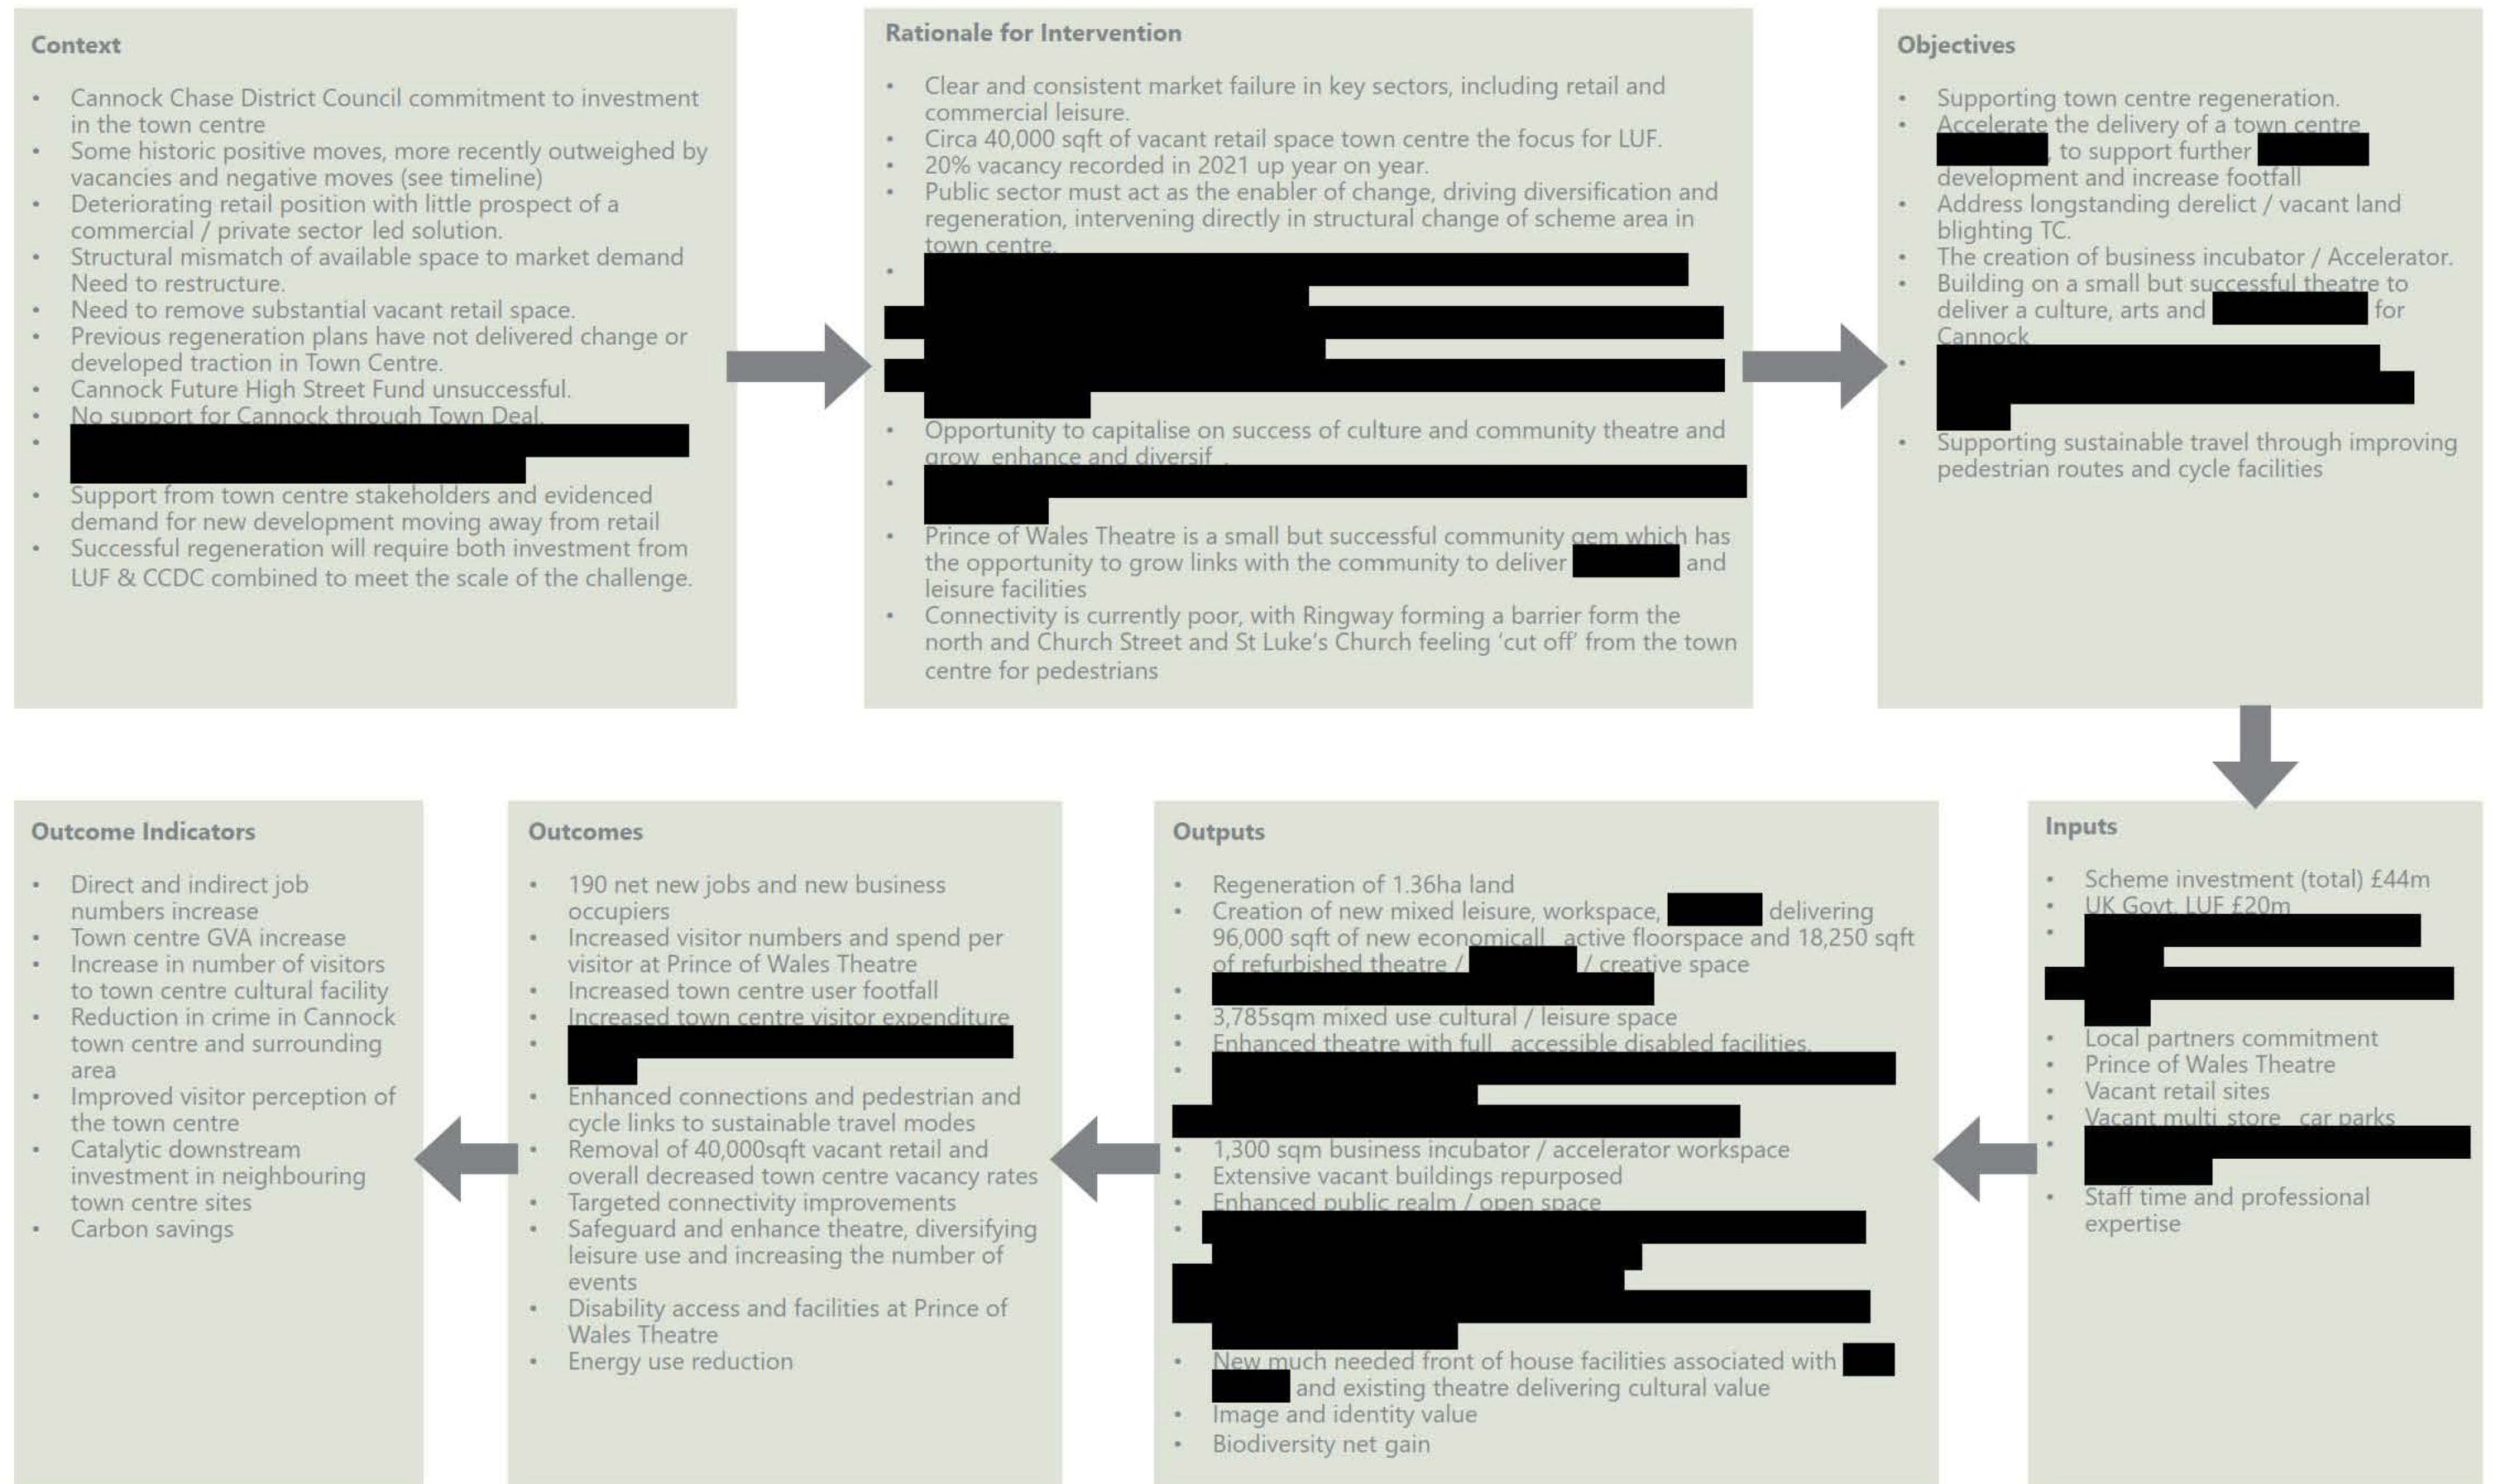 Context
• Cannock Chase District Council commitment to investment
in the town centre
• Some historic positive moves, more recently outweighed by
vacancies and negative moves (see timeline)
• Deteriorating retail position with little prospect of a
commercial / private sector led solution.
• Structural mismatch of available space to market demand
Need to restructure.
• Need to remove substantial vacant retail space.
• Previous regeneration plans have not delivered change or
developed traction in Town Centre.
• Cannock Future High Street Fund unsuccessful.
• No support for Cannock through Town Deal.
•
• Support from town centre stakeholders and evidenced
demand for new development moving away from retail
• Successful regeneration will require both investment from
LUF & CCDC combined to meet the scale of the challenge.
Rationale for Intervention
• Clear and consistent market failure in key sectors, including retail and
commercial leisure.
• Circa 40,000 sqft of vacant retail space town centre the focus for LUF.
• 20% vacancy recorded in 2021 up year on year.
• Public sector must act as the enabler of change, driving diversification and
regeneration, intervening directly in structural change of scheme area in
town centre.
•
• Opportunity to capitalise on success of culture and community theatre and
grow enhance and diversif .
•
• Prince of Wales Theatre is a small but successful community gem which has
the opportunity to grow links with the community to deliver and
leisure facilities
• Connectivity is currently poor, with Ringway forming a barrier form the
north and Church Street and St Luke's Church feeling 'cut off' from the town
centre for pedestrians
Objectives
• Supporting town centre regeneration.
• Accelerate the delivery of a town centre
, to support further
development and increase footfall
• Address longstanding derelict / vacant land
blighting TC.
• The creation of business incubator / Accelerator.
• Building on a small but successful theatre to
deliver a culture, arts and for
Cannock
•
• Supporting sustainable travel through improving
pedestrian routes and cycle facilities
Inputs
• Scheme investment (total) £44m
• UK Govt. LUF £20m
•
• Local partners commitment
• Prince of Wales Theatre
• Vacant retail sites
• Vacant multi store car parks
•
• Staff time and professional
expertise
Outputs
• Regeneration of 1.36ha land
• Creation of new mixed leisure, workspace, delivering
96,000 sqft of new economicall active floorspace and 18,250 sqft
of refurbished theatre / / creative space
•
• 3,785sqm mixed use cultural / leisure space
• Enhanced theatre with full accessible disabled facilities.
•
• 1,300 sqm business incubator / accelerator workspace
• Extensive vacant buildings repurposed
• Enhanced public realm / open space
•
• New much needed front of house facilities associated with
and existing theatre delivering cultural value
• Image and identity value
• Biodiversity net gain
Outcomes
• 190 net new jobs and new business
occupiers
• Increased visitor numbers and spend per
visitor at Prince of Wales Theatre
• Increased town centre user footfall
• Increased town centre visitor expenditure
•
• Enhanced connections and pedestrian and
cycle links to sustainable travel modes
• Removal of 40,000sqft vacant retail and
overall decreased town centre vacancy rates
• Targeted connectivity improvements
• Safeguard and enhance theatre, diversifying
leisure use and increasing the number of
events
• Disability access and facilities at Prince of
Wales Theatre
• Energy use reduction
Outcome Indicators
• Direct and indirect job
numbers increase
• Town centre GVA increase
• Increase in number of visitors
to town centre cultural facility
• Reduction in crime in Cannock
town centre and surrounding
area
• Improved visitor perception of
the town centre
• Catalytic downstream
investment in neighbouring
town centre sites
• Carbon savings